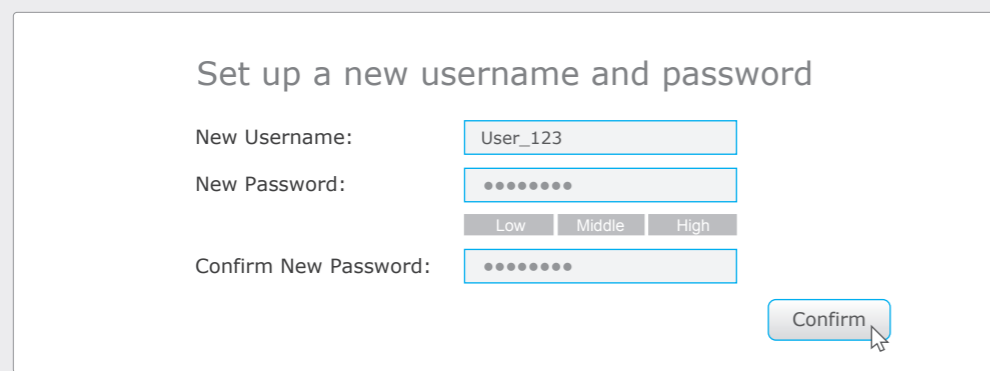 Set up a new username and password
New Username: User_123
New Password: ●●●●●●●●
Low Middle High
Confirm New Password: ●●●●●●●●
Confirm